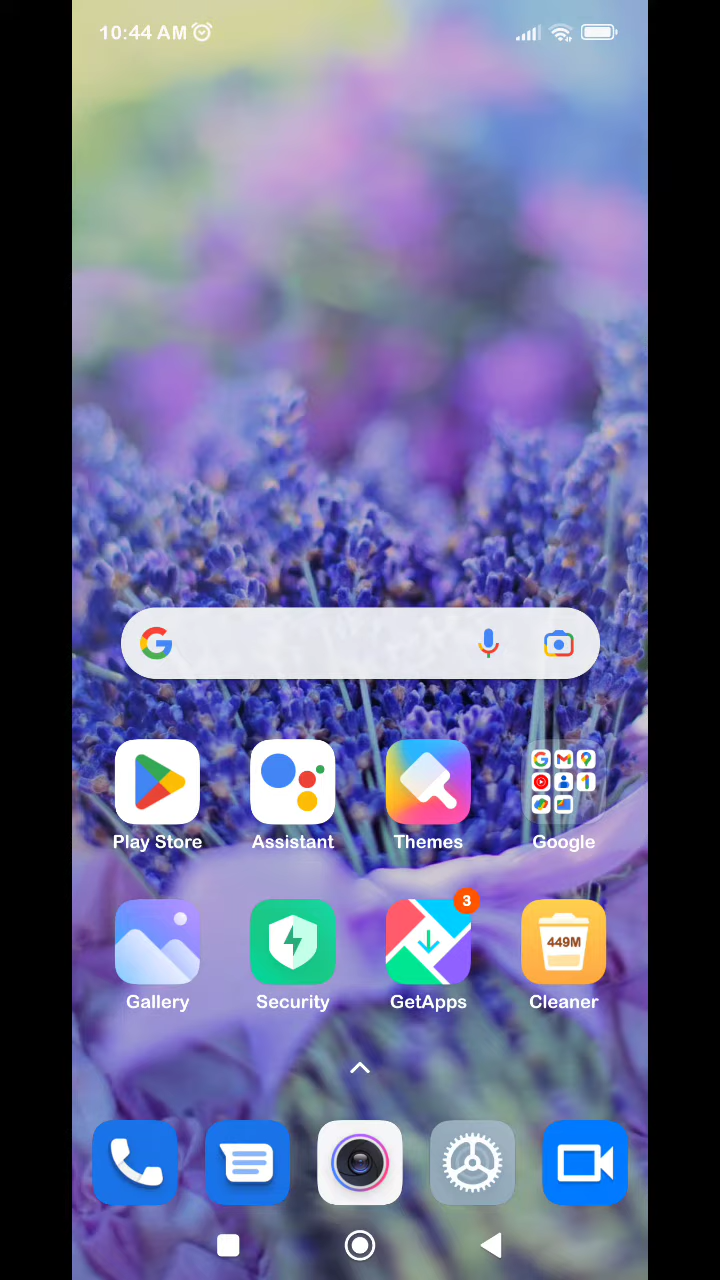 10:44 AM
Play Store
Assistant
Themes
Google
3
449M
Gallery
Security
GetApps
Cleaner